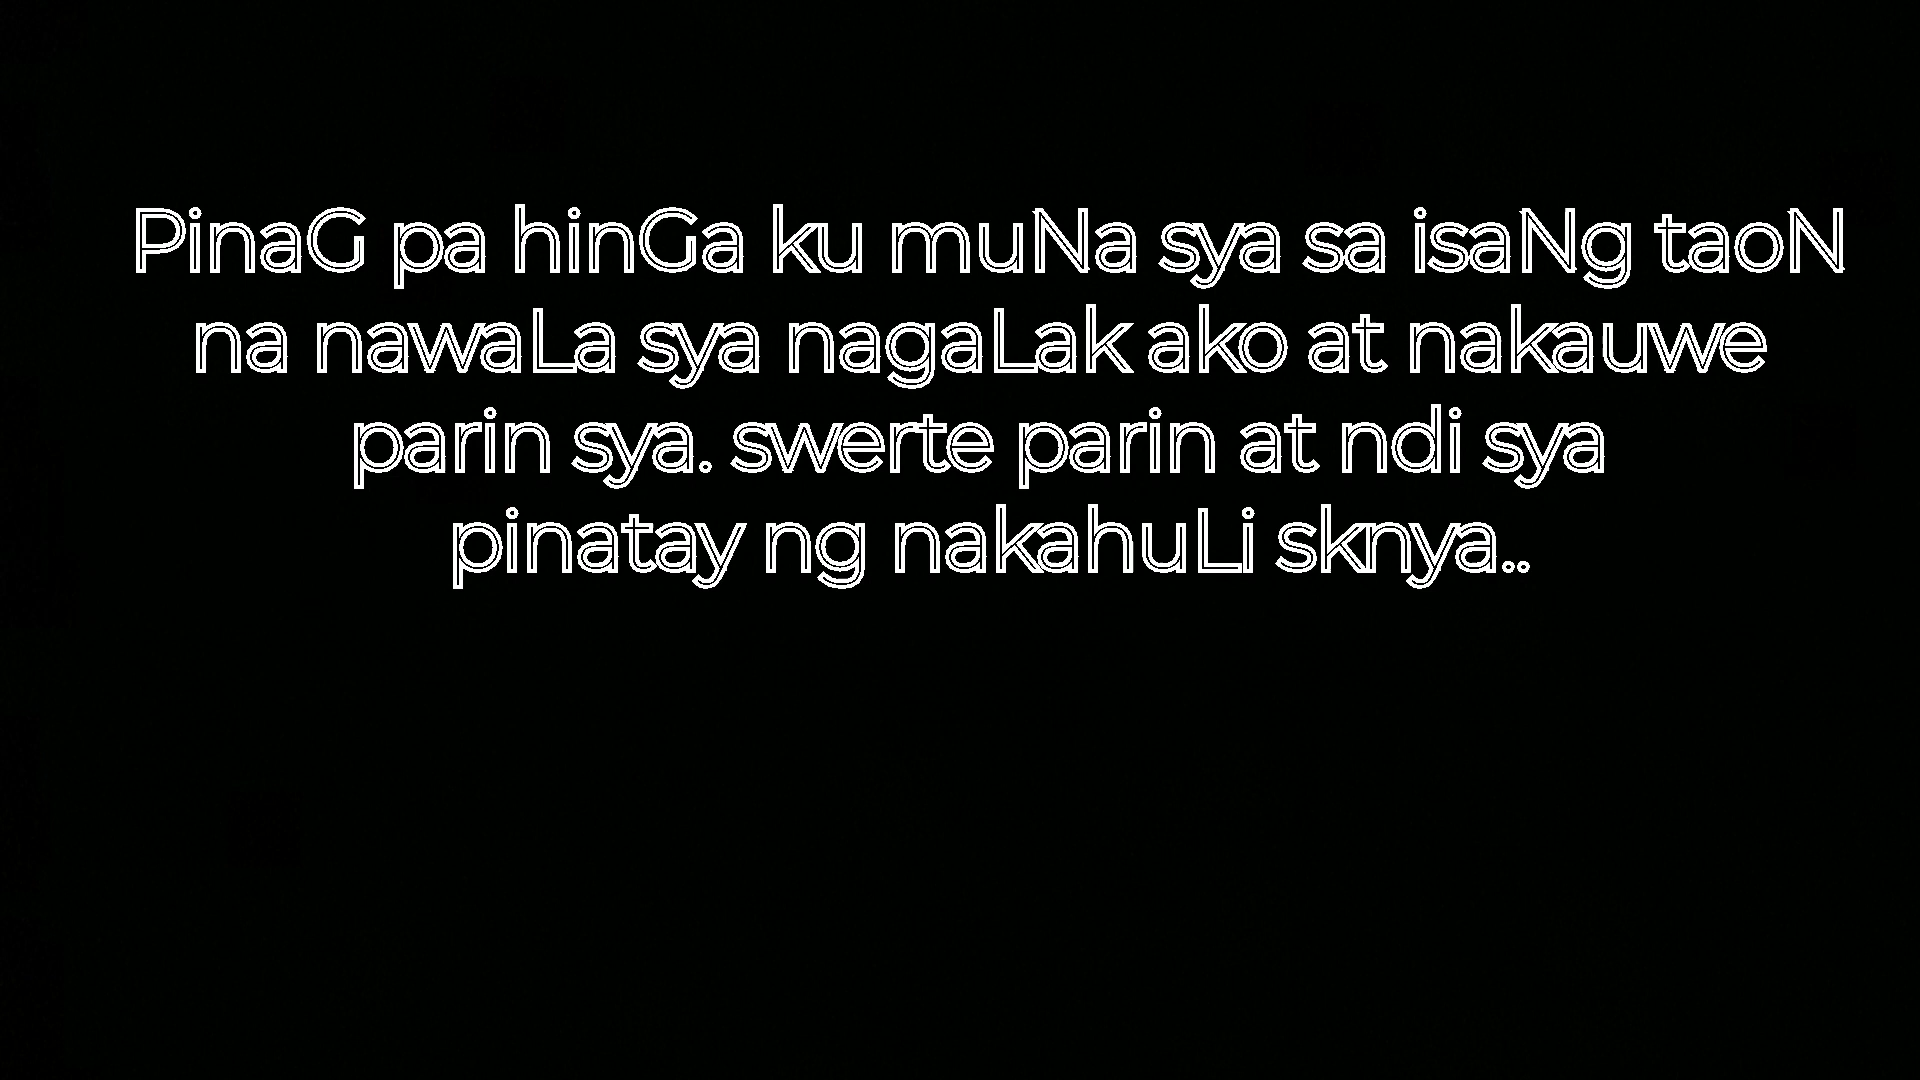 PinaG pa hinGa ku muNa sya sa isaNg taoN
na nawaLa sya nagaLak ako at nakauwe
parin sya. swerte parin at ndi sya
pinatay ng nakahuLi sknya..